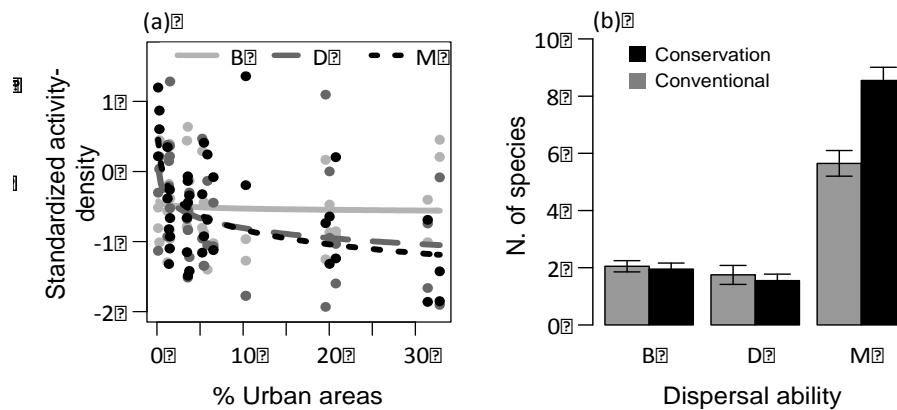 (a)
B D M
Standardized activity-
density
1
0
-1
-2
0 10 20 30
% Urban areas
(b)
Conservation
Conventional
N. of species
10
8
6
4
2
0
B D M
Dispersal ability